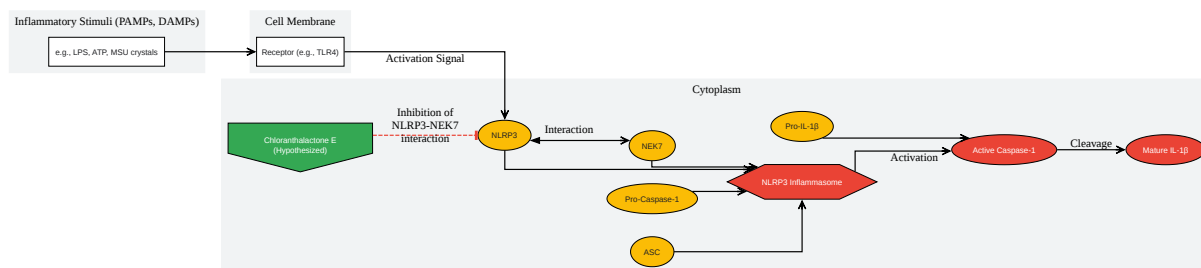 Inflammatory Stimuli (PAMPs, DAMPs)
e.g., LPS, ATP, MSU crystals
Cell Membrane
Receptor (e.g., TLR4)
Activation Signal
Cytoplasm
Chloranthalactone E
(Hypothesized)
Inhibition of
NLRP3-NEK7
interaction
NLRP3
Interaction
NEK7
Pro-IL-1β
Pro-Caspase-1
ASC
NLRP3 Inflammasome
Activation
Active Caspase-1
Cleavage
Mature IL-1β